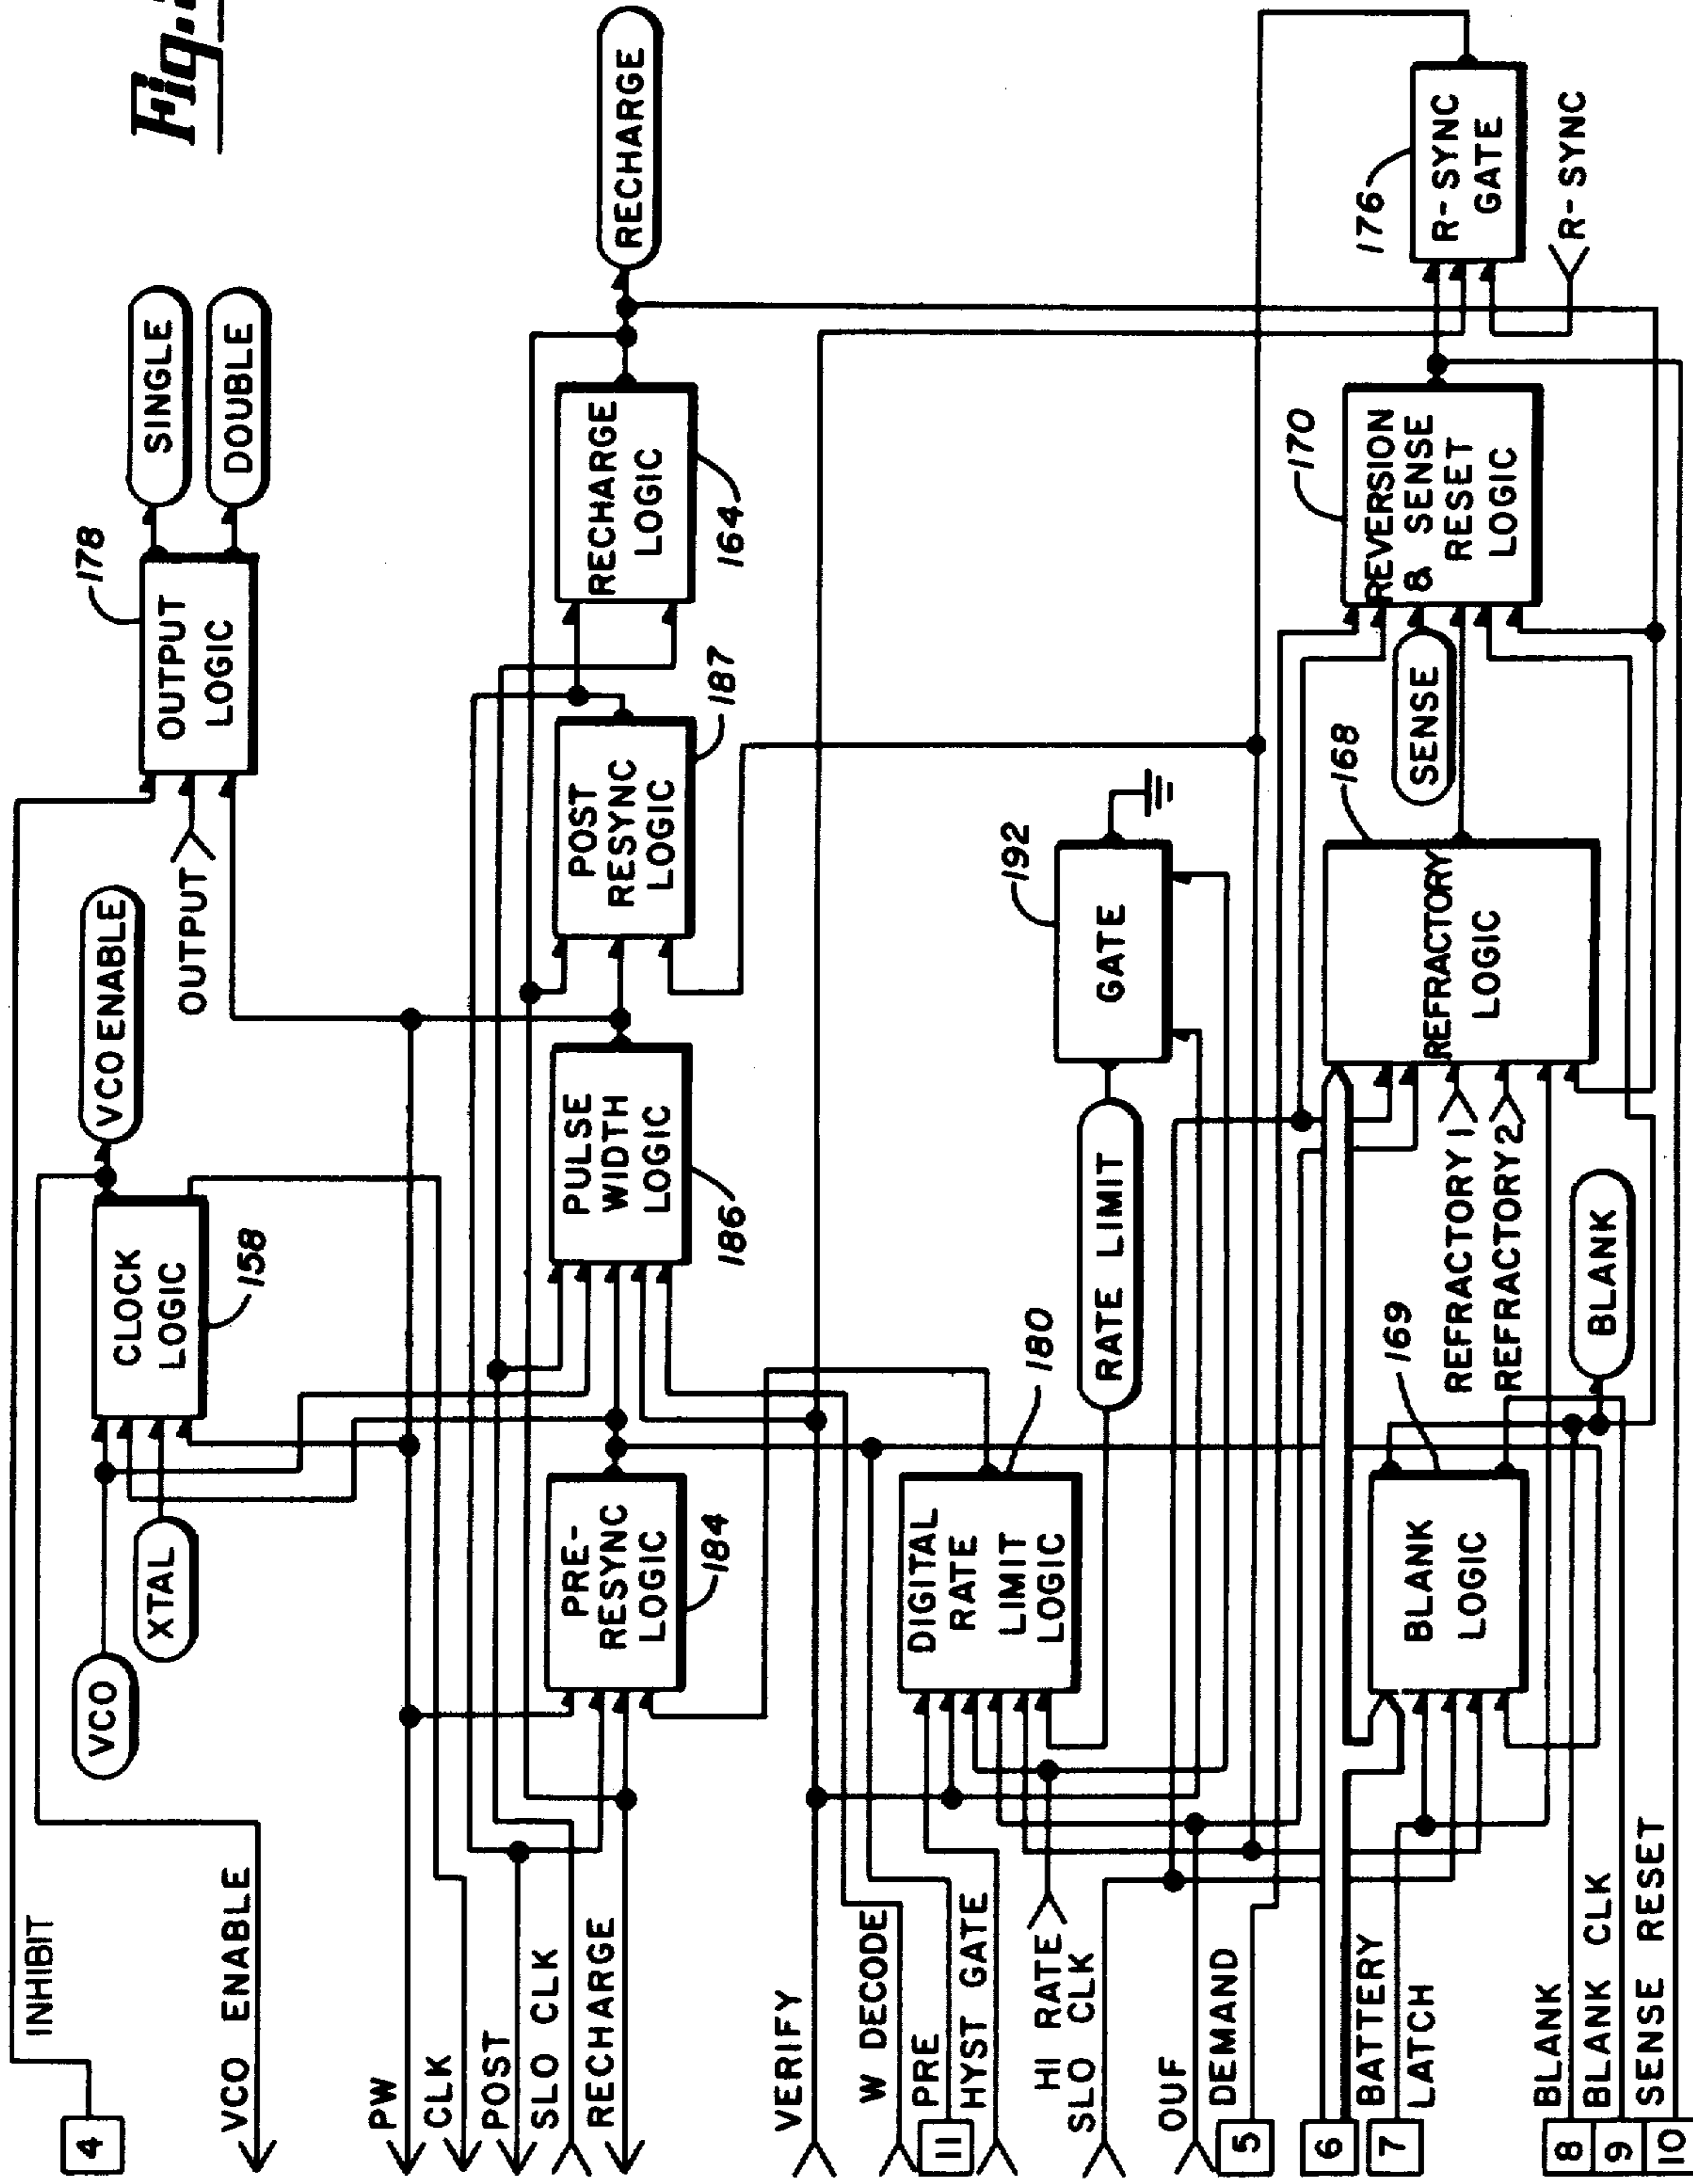 Fig.
INHIBIT
4
VCO ENABLE
VCO
XTAL
CLOCK
LOGIC
158
VCO ENABLE
OUTPUT
OUTPUT
LOGIC
178
SINGLE
DOUBLE
PW
CLK
POST
SLO CLK
RECHARGE
PRE-
RESYNC
LOGIC
184
PULSE
WIDTH
LOGIC
186
POST
RESYNC
LOGIC
187
RECHARGE
LOGIC
164
RECHARGE
VERIFY
W DECODE
PRE
11
HYST GATE
HI RATE
SLO CLK
OUF
DEMAND
5
DIGITAL
RATE
LIMIT
LOGIC
180
RATE LIMIT
GATE
192
6
BATTERY
LATCH
7
BLANK
LOGIC
169
BLANK
REFRACTORY 1
REFRACTORY 2
REFRACTORY
LOGIC
168
SENSE
REVERSION
& SENSE
RESET
LOGIC
170
R-SYNC
GATE
176
R-SYNC
BLANK
8
BLANK CLK
9
SENSE RESET
10